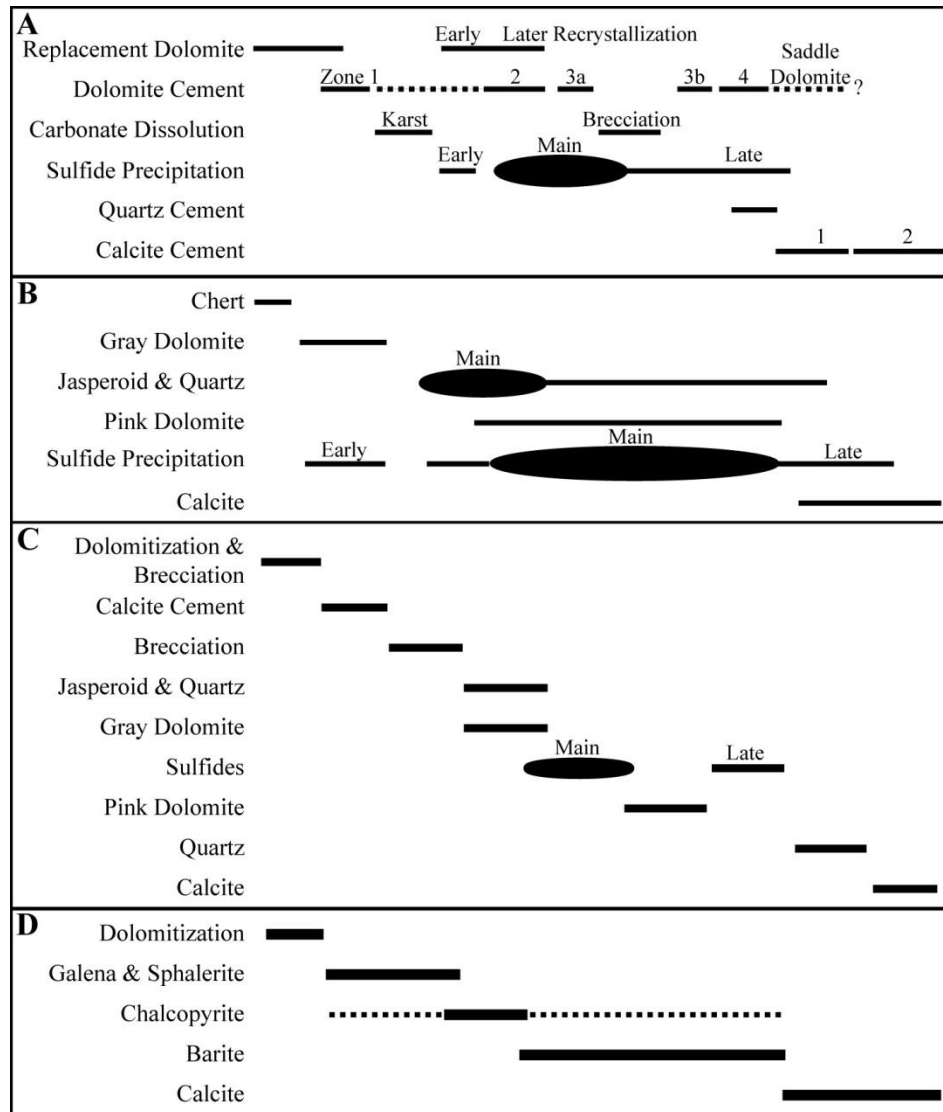 A
Early Later Recrystallization
Replacement Dolomite
Saddle
Dolomite
Zone 1 2 3a 3b 4 ?
Dolomite Cement
Karst Brecciation
Carbonate Dissolution
Main
Early Late
Sulfide Precipitation
Quartz Cement
1 2
Calcite Cement
B
Chert
Gray Dolomite
Main
Jasperoid & Quartz
Pink Dolomite
Main
Early Late
Sulfide Precipitation
Calcite
C
Dolomitization &
Brecciation
Calcite Cement
Brecciation
Jasperoid & Quartz
Gray Dolomite
Main Late
Sulfides
Pink Dolomite
Quartz
Calcite
D
Dolomitization
Galena & Sphalerite
Chalcopyrite
Barite
Calcite